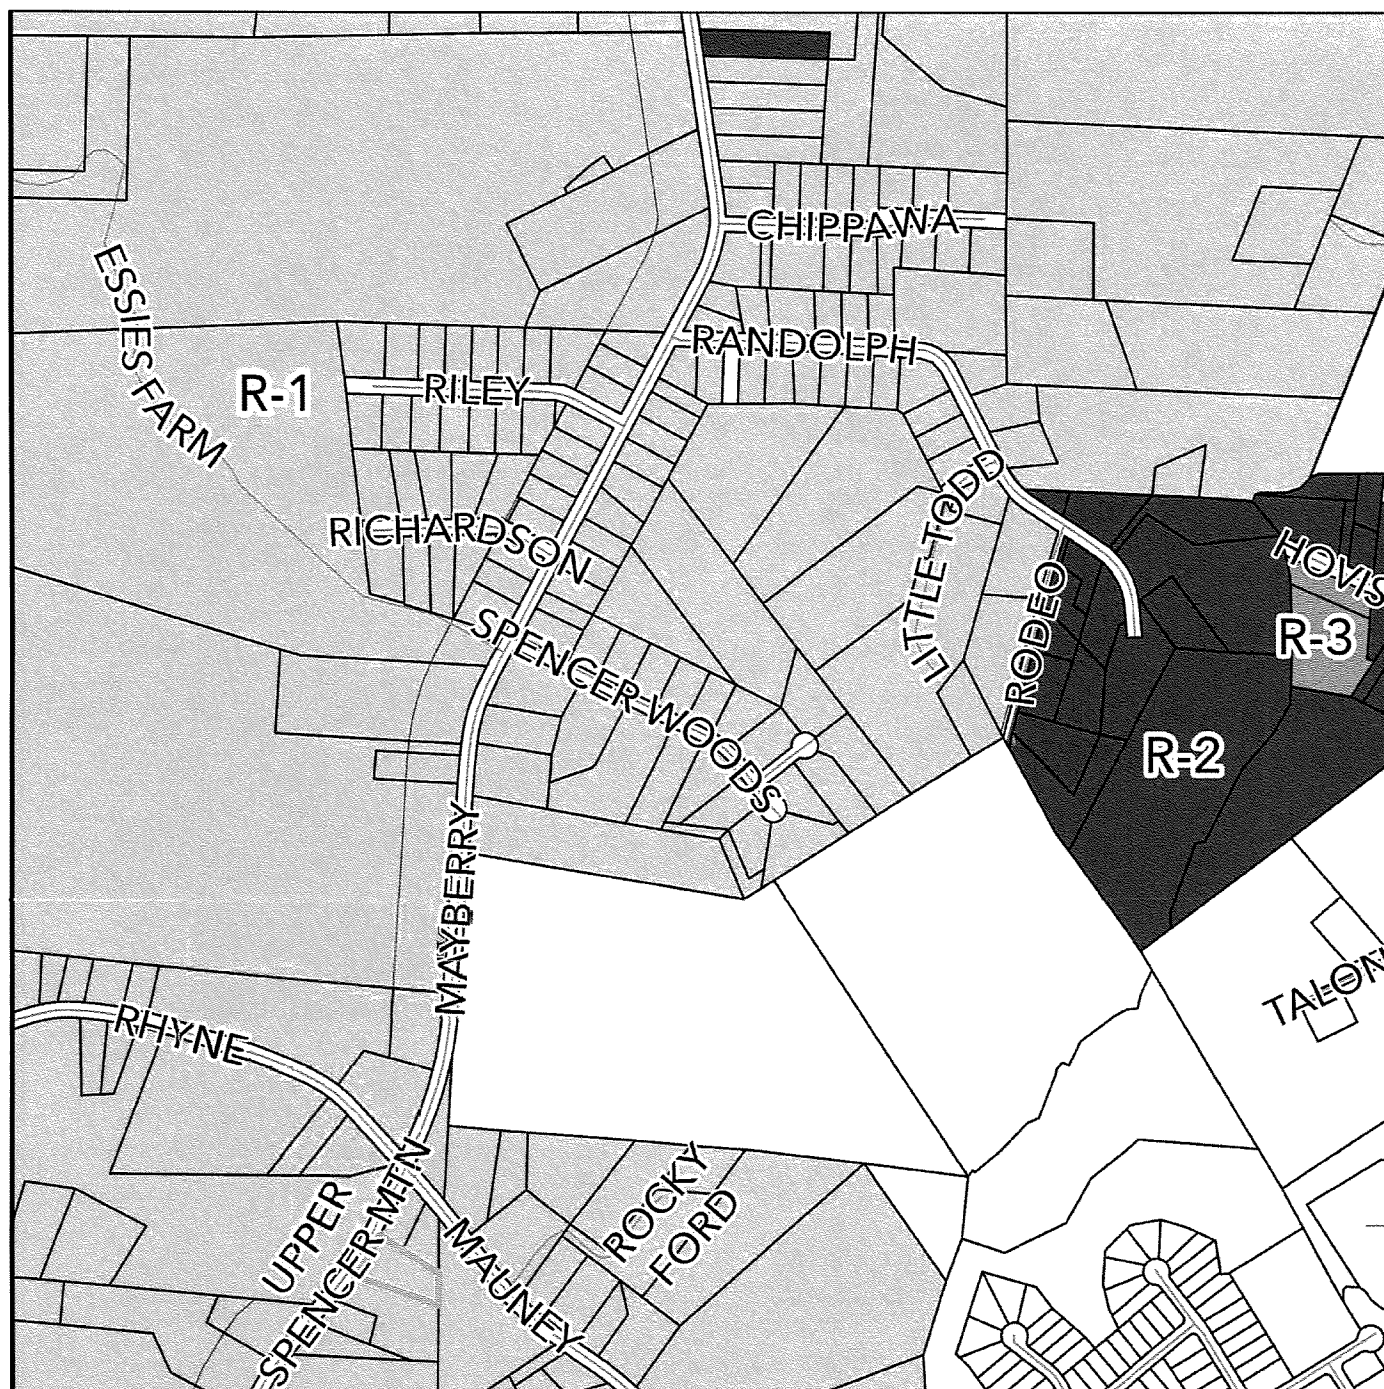 CHIPPAWA
RANDOLPH
ESSIES FARM
R-1
RILEY
RICHARDSON
LITTLE TODD
HOVIS
RODEO
R-3
SPENCER WOODS
R-2
MAYBERRY
TALON
RHYNE
ROCKY
FORD
UPPER
SPENCER MTN
MAUNEY